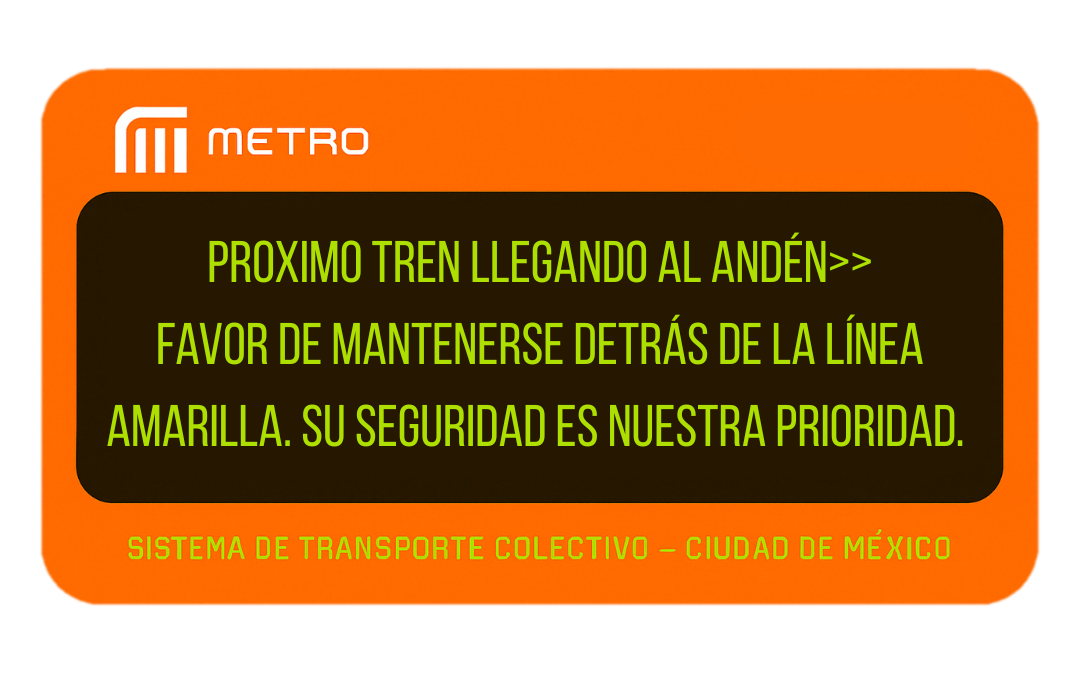 METRO
PROXIMO TREN LLEGANDO AL ANDÉN>>
FAVOR DE MANTENERSE DETRÁS DE LA LÍNEA
AMARILLA. SU SEGURIDAD ES NUESTRA PRIORIDAD.
SISTEMA DE TRANSPORTE COLECTIVO – CIUDAD DE MÉXICO